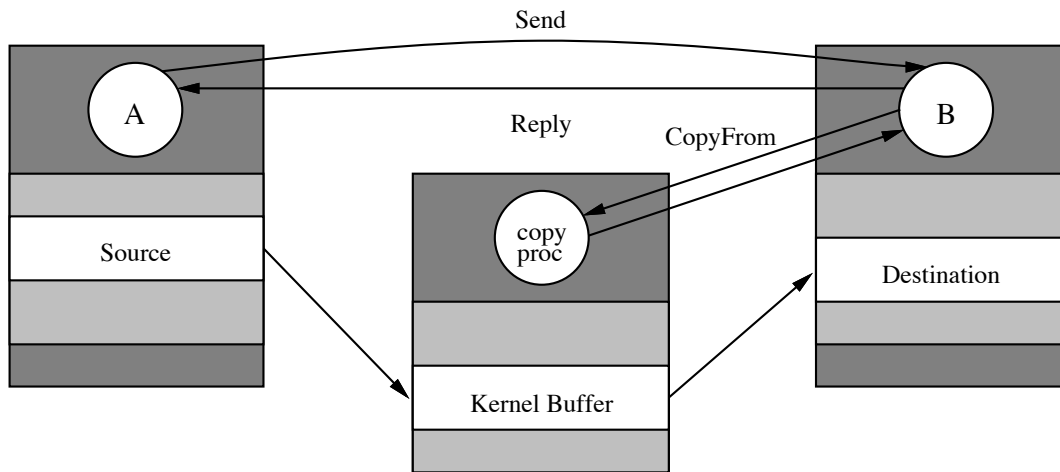 Send
A
B
Reply
CopyFrom
copy
proc
Source
Destination
Kernel Buffer